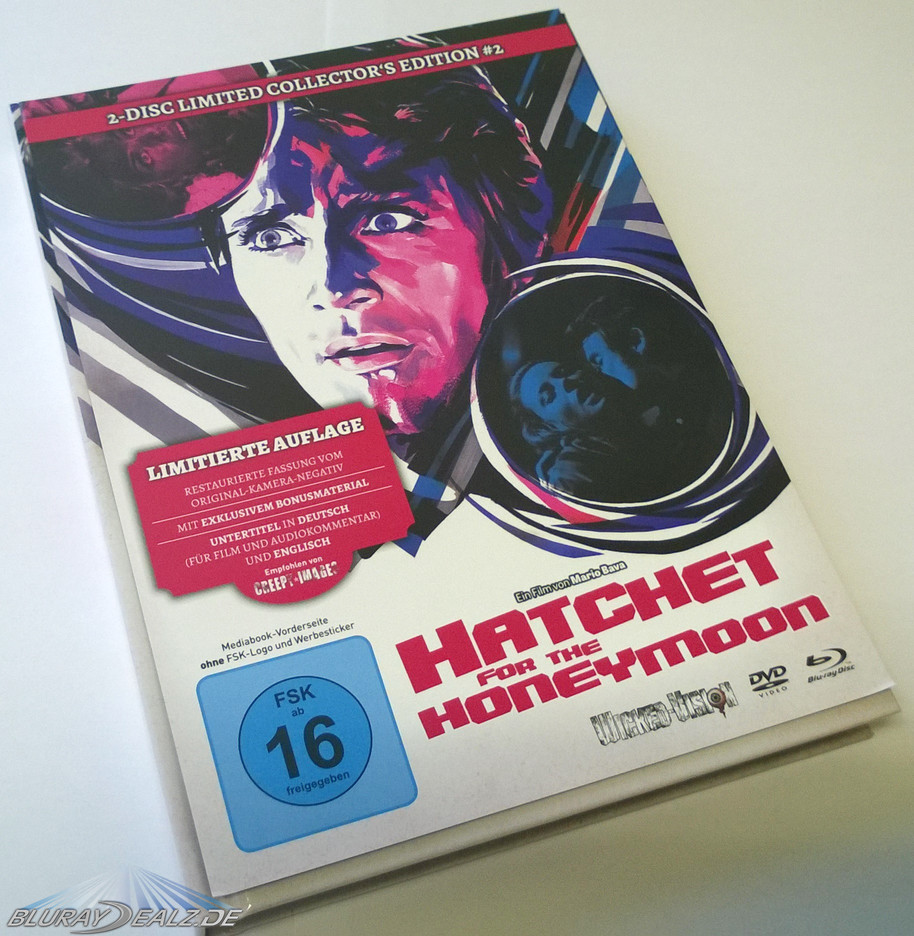 2-DISC LIMITED COLLECTOR'S EDITION #2
LIMITIERTE AUFLAGE
RESTAURIERTE FASSUNG VOM
ORIGINAL-KAMERA-NEGATIV
MIT EXKLUSIVEM BONUSMATERIAL
UNTERTITEL IN DEUTSCH
(FÜR FILM UND AUDIOKOMMENTAR)
UND ENGLISCH
Empfohlen von
CREEPY★IMAGES
Mediabook-Vorderseite
ohne FSK-Logo und Werbesticker
FSK
ab
16
freigegeben
Ein Film von Mario Bava
HATCHET
FOR THE
HONEYMOON
WICKED-VISION
DVD
VIDEO
Blu-ray Disc
BLURAYDEALZ.DE